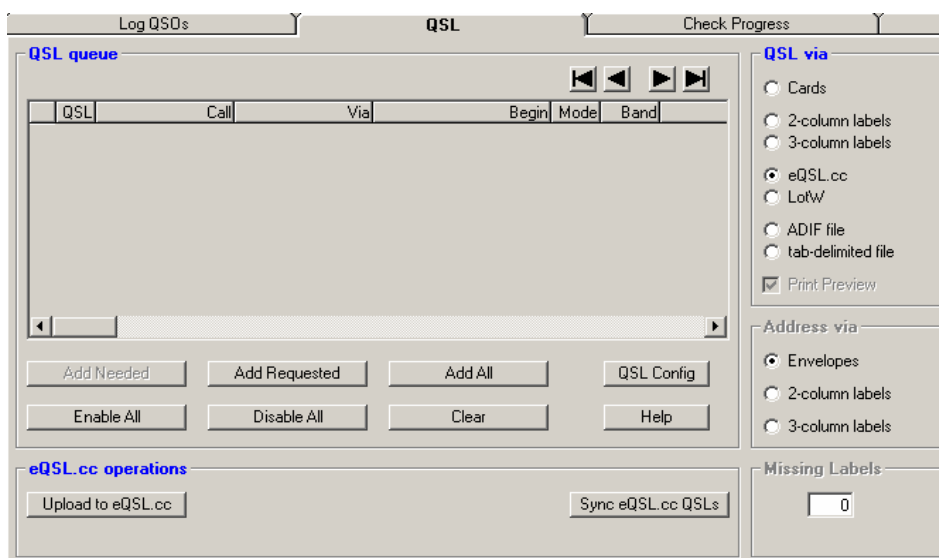 Log QSOs QSL Check Progress
QSL queue
QSL Call Via Begin Mode Band
Add Needed Add Requested Add All QSL Config
Enable All Disable All Clear Help
eQSL.cc operations
Upload to eQSL.cc Sync eQSL.cc QSLs
QSL via
Cards
2-column labels
3-column labels
eQSL.cc
LotW
ADIF file
tab-delimited file
Print Preview
Address via
Envelopes
2-column labels
3-column labels
Missing Labels
0